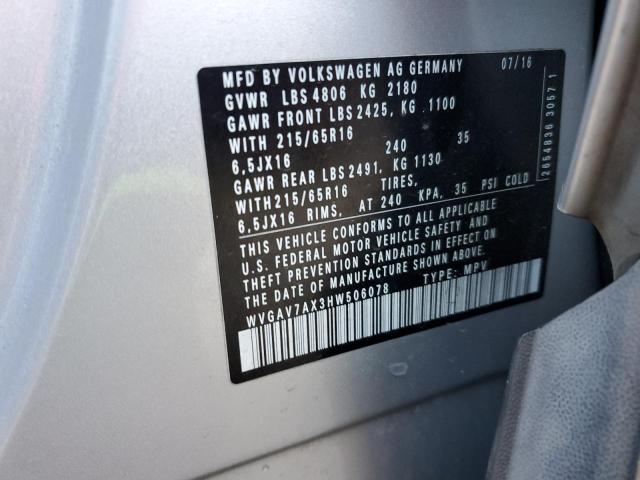 MFD BY VOLKSWAGEN AG GERMANY 07/16
GVWR LBS 4806 KG 2180
GAWR FRONT LBS 2425, KG 1100
WITH 215/65R16
6,5JX16 240 35
GAWR REAR LBS 2491, KG 1130
WITH 215/65R16 TIRES,
6,5JX16 RIMS, AT 240 KPA, 35 PSI COLD
THIS VEHICLE CONFORMS TO ALL APPLICABLE
U.S. FEDERAL MOTOR VEHICLE SAFETY AND
THEFT PREVENTION STANDARDS IN EFFECT ON
THE DATE OF MANUFACTURE SHOWN ABOVE.
WVGAV7AX3HW506078 TYPE: MPV
2654836 3057 1